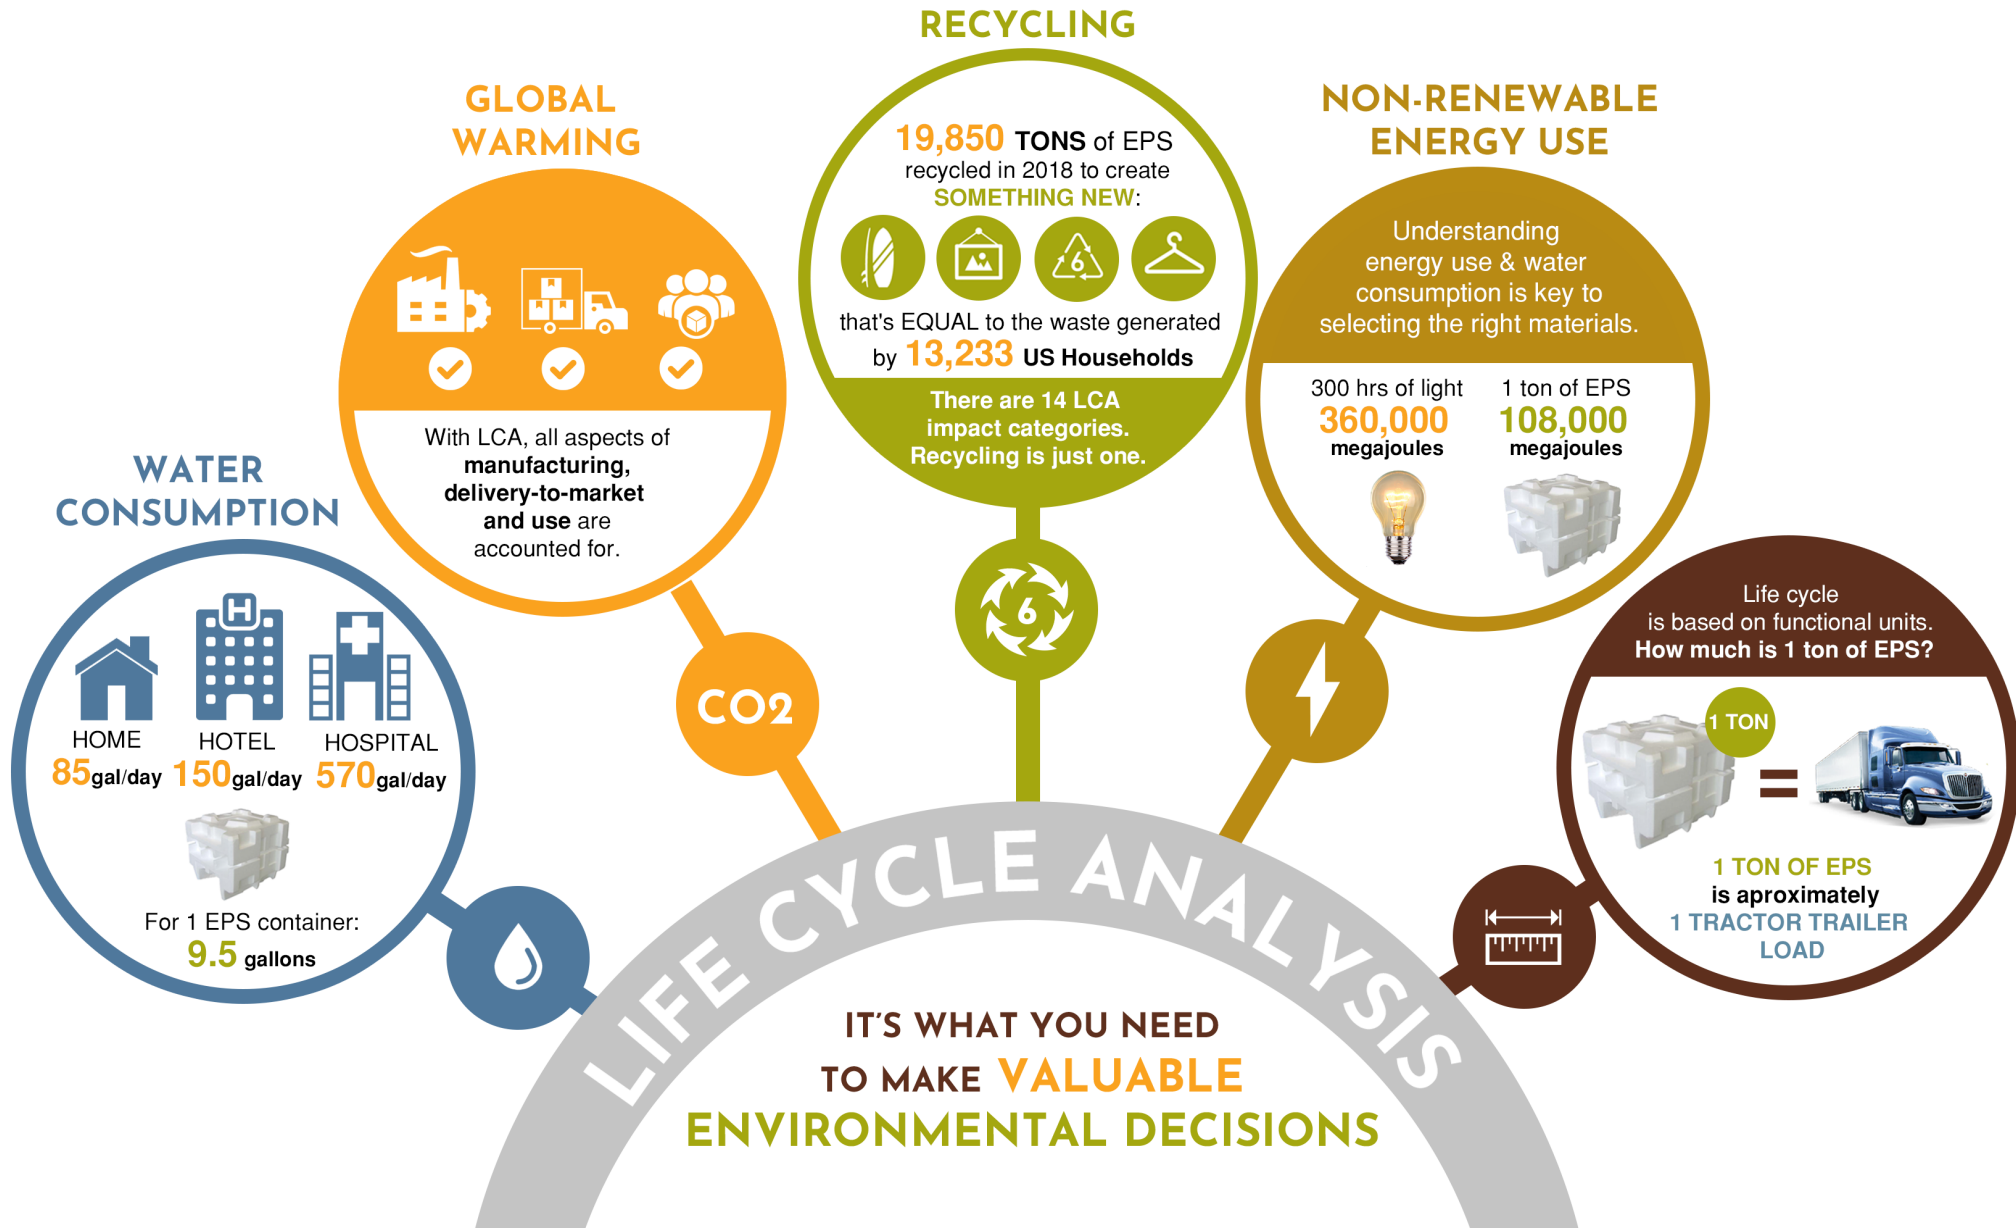 RECYCLING
19,850 TONS of EPS
recycled in 2018 to create
SOMETHING NEW:
6
that's EQUAL to the waste generated
by 13,233 US Households
There are 14 LCA
impact categories.
Recycling is just one.
6
GLOBAL
WARMING
With LCA, all aspects of
manufacturing,
delivery-to-market
and use are
accounted for.
CO2
NON-RENEWABLE
ENERGY USE
Understanding
energy use & water
consumption is key to
selecting the right materials.
300 hrs of light
360,000
megajoules
1 ton of EPS
108,000
megajoules
WATER
CONSUMPTION
H
HOME
85gal/day
HOTEL
150gal/day
HOSPITAL
570gal/day
For 1 EPS container:
9.5 gallons
Life cycle
is based on functional units.
How much is 1 ton of EPS?
1 TON
=
1 TON OF EPS
is aproximately
1 TRACTOR TRAILER
LOAD
LIFE CYCLE ANALYSIS
IT'S WHAT YOU NEED
TO MAKE VALUABLE
ENVIRONMENTAL DECISIONS